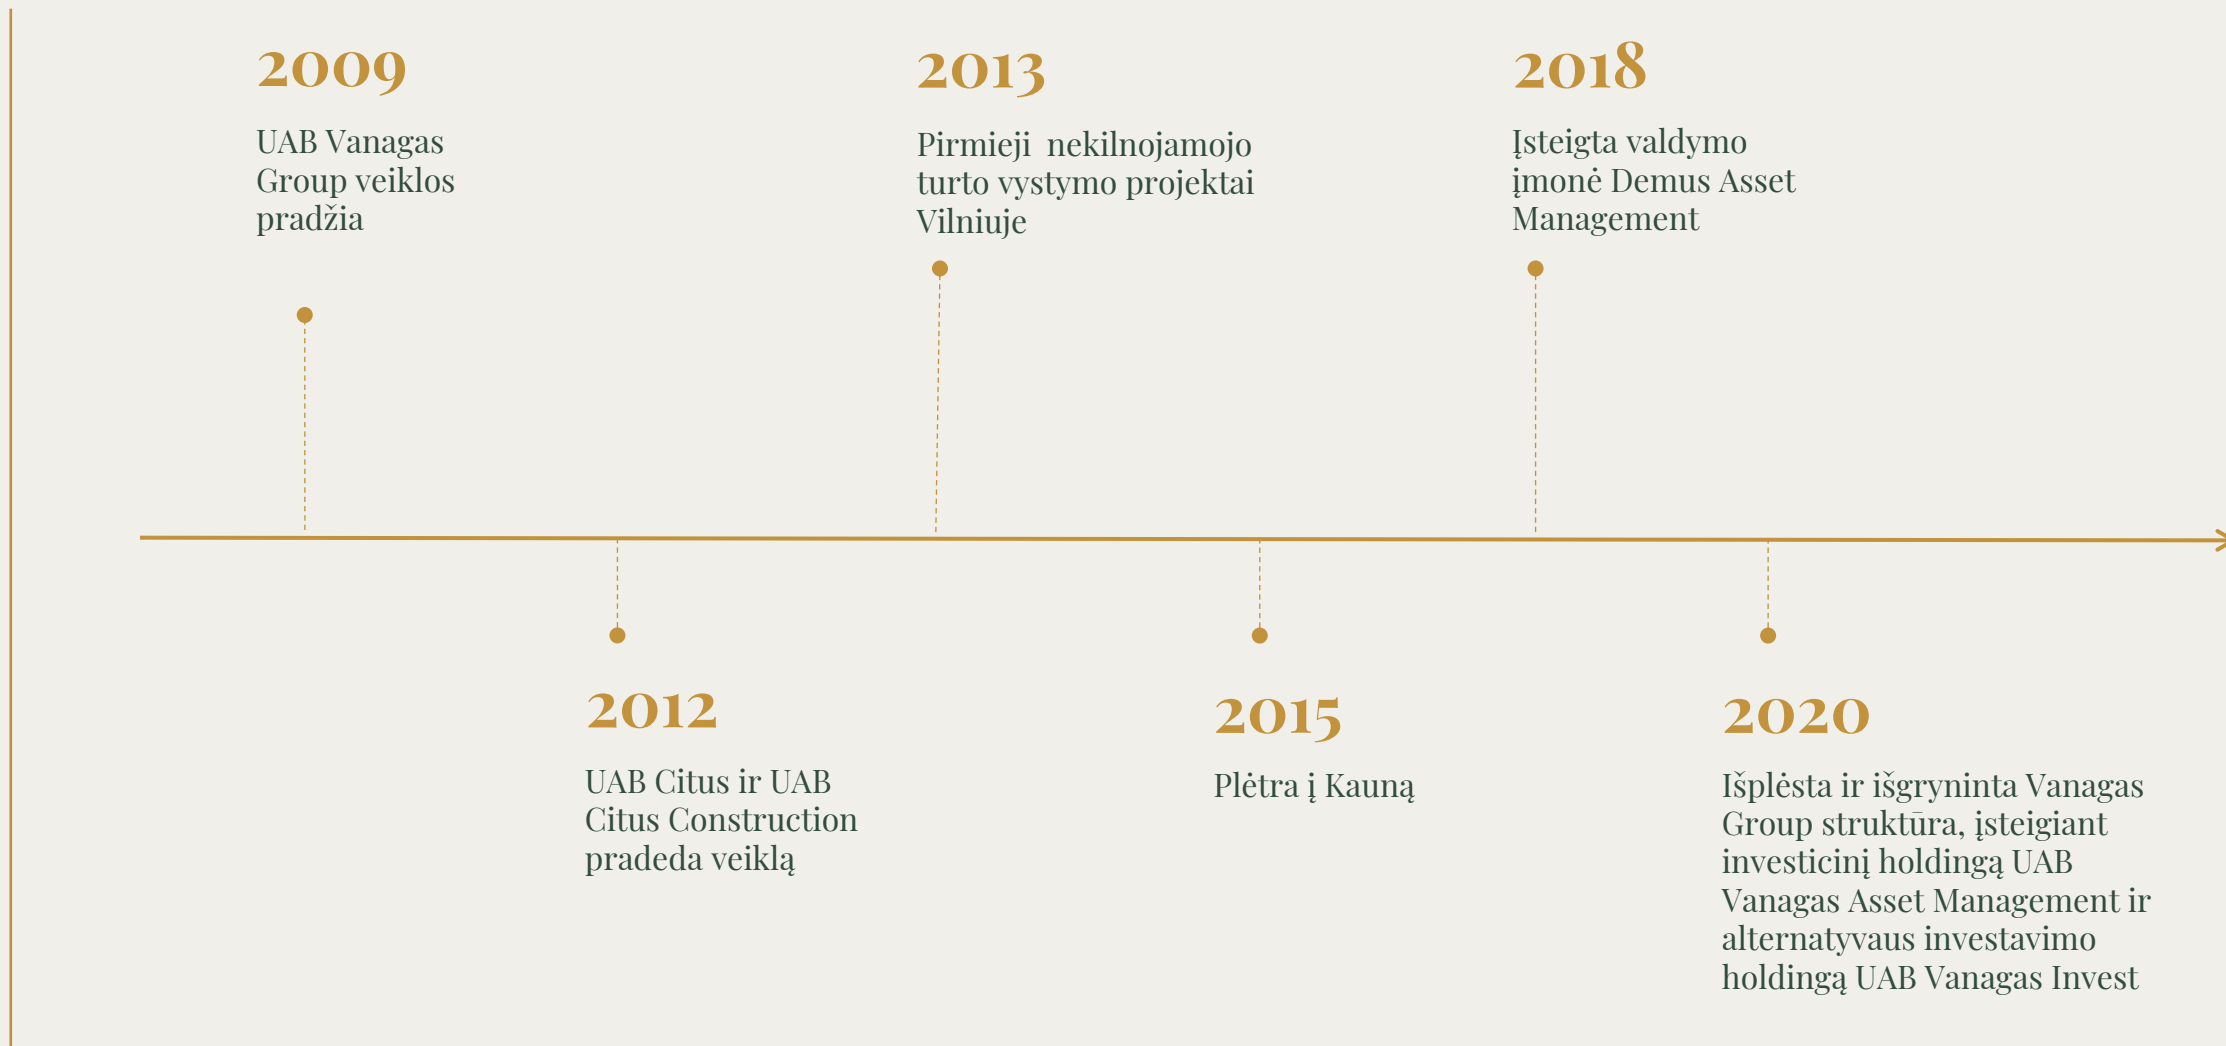 2009
UAB Vanagas
Group veiklos
pradžia
2012
UAB Citus ir UAB
Citus Construction
pradeda veiklą
2013
Pirmieji  nekilnojamojo
turto vystymo projektai
Vilniuje
2015
Plėtra į Kauną
2018
Įsteigta valdymo
įmonė Demus Asset
Management
2020
Išplėsta ir išgryninta Vanagas
Group struktūra, įsteigiant
investicinį holdingą UAB
Vanagas Asset Management ir
alternatyvaus investavimo
holdingą UAB Vanagas Invest